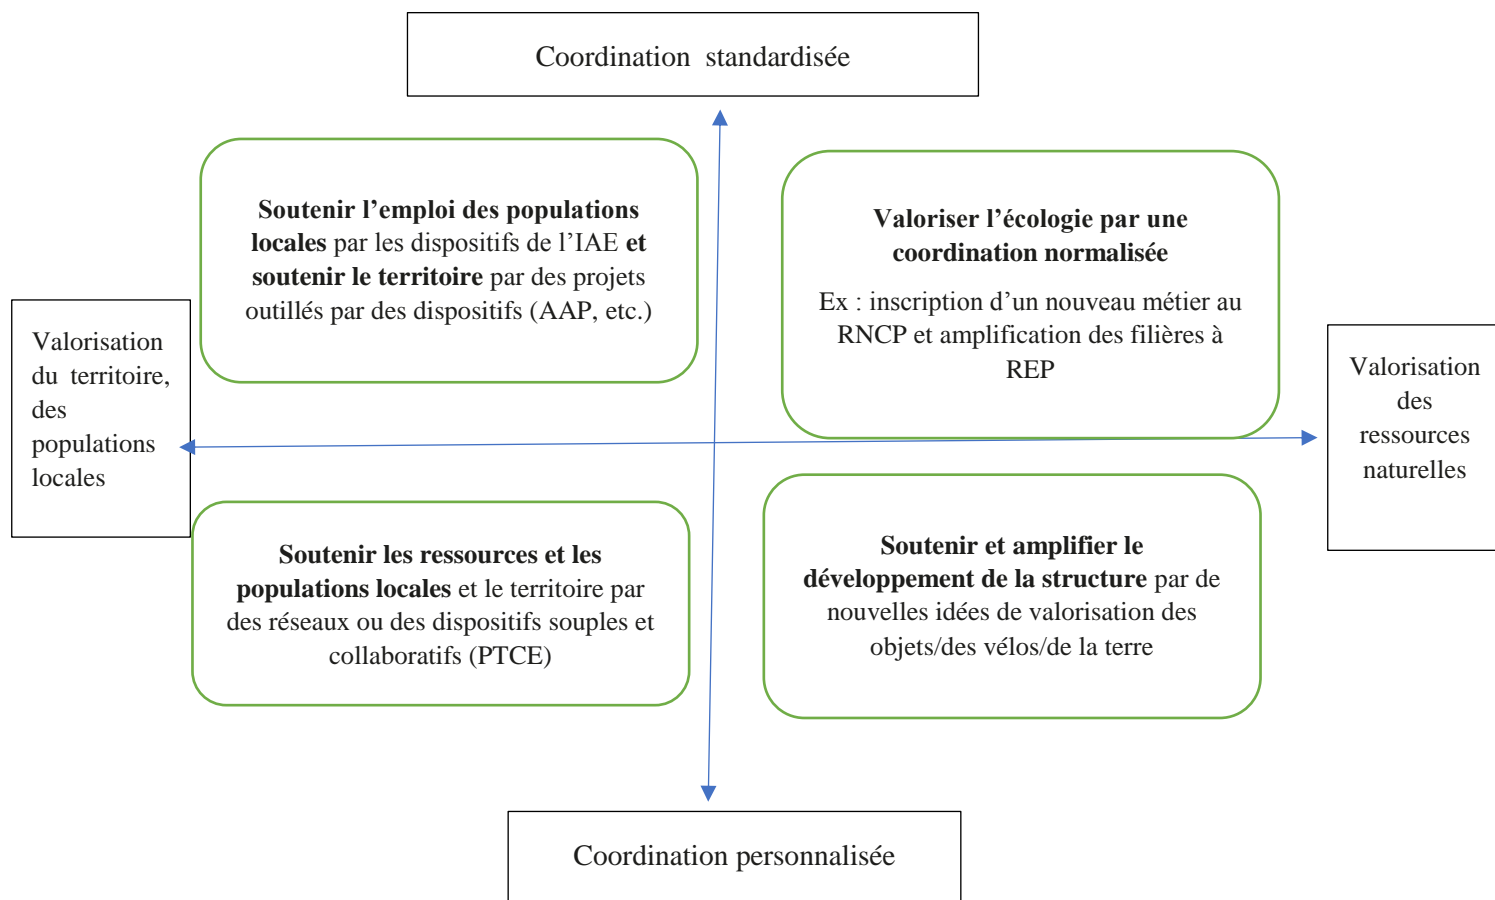 Coordination standardisée
Soutenir l’emploi des populations
locales par les dispositifs de l’IAE et
soutenir le territoire par des projets
outillés par des dispositifs (AAP, etc.)
Valoriser l’écologie par une
coordination normalisée
Ex : inscription d’un nouveau métier au
RNCP et amplification des filières à
REP
Valorisation
du territoire,
des
populations
locales
Valorisation
des
ressources
naturelles
Soutenir les ressources et les
populations locales et le territoire par
des réseaux ou des dispositifs souples et
collaboratifs (PTCE)
Soutenir et amplifier le
développement de la structure par de
nouvelles idées de valorisation des
objets/des vélos/de la terre
Coordination personnalisée